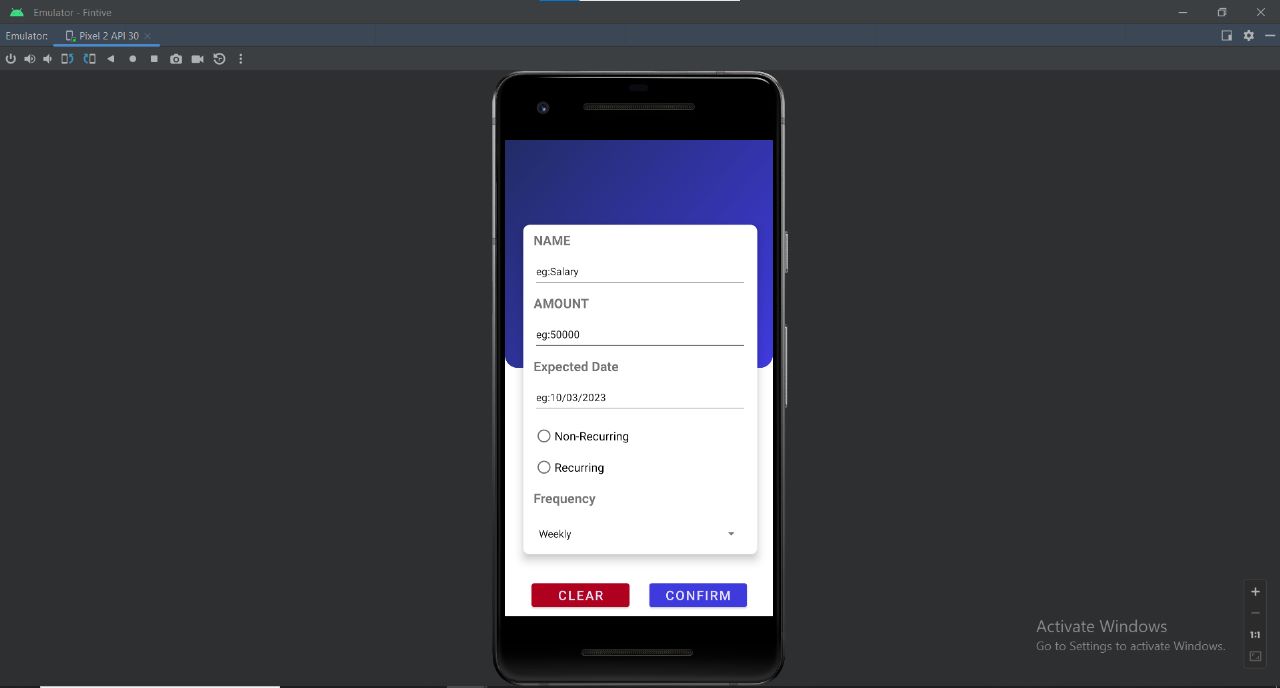 Emulator - Fintive
Emulator: Pixel 2 API 30
NAME
eg:Salary
AMOUNT
eg:50000
Expected Date
eg:10/03/2023
Non-Recurring
Recurring
Frequency
Weekly
CLEAR CONFIRM
Activate Windows
Go to Settings to activate Windows.
1:1